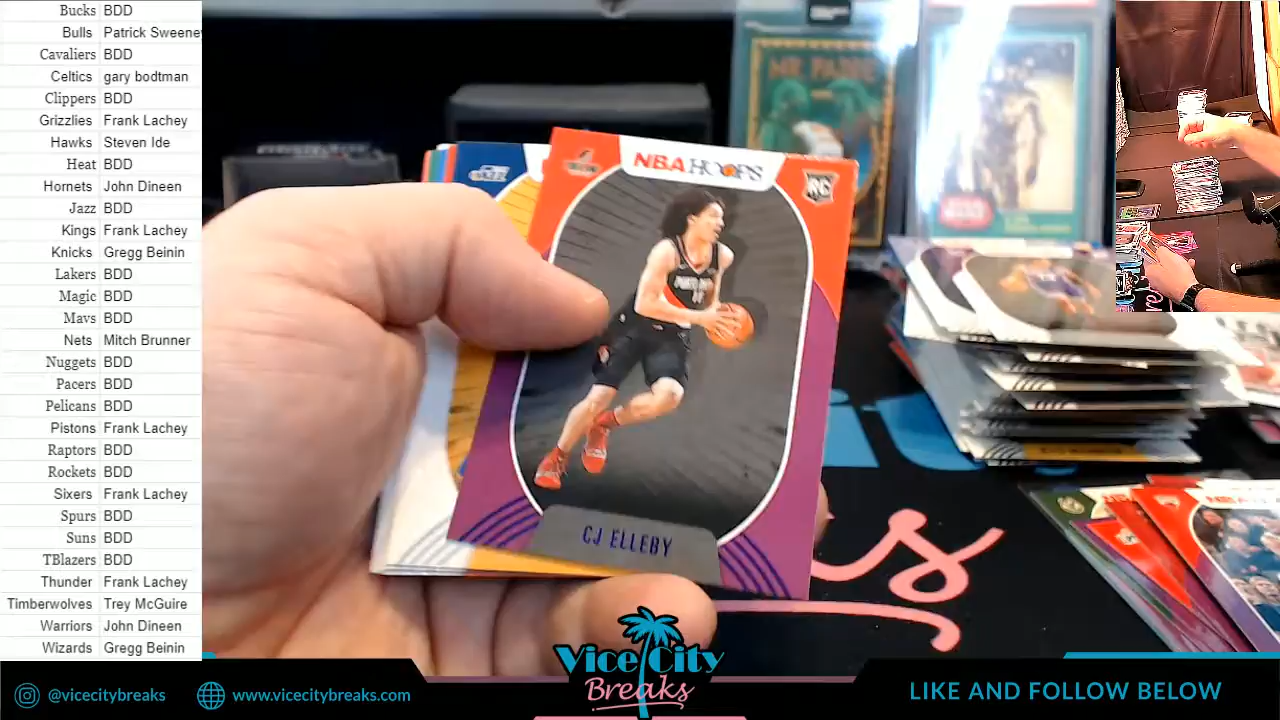 Bucks BDD
Bulls Patrick Sweene
Cavaliers BDD
Celtics gary bodtman
Clippers BDD
Grizzlies Frank Lachey
Hawks Steven Ide
Heat BDD
Hornets John Dineen
Jazz BDD
Kings Frank Lachey
Knicks Gregg Beinin
Lakers BDD
Magic BDD
Mavs BDD
Nets Mitch Brunner
Nuggets BDD
Pacers BDD
Pelicans BDD
Pistons Frank Lachey
Raptors BDD
Rockets BDD
Sixers Frank Lachey
Spurs BDD
Suns BDD
TBlazers BDD
Thunder Frank Lachey
Timberwolves Trey McGuire
Warriors John Dineen
Wizards Gregg Beinin
NBA HOOPS
RC
JAZZ
CJ ELLEBY
Vice City
Breaks
@vicecitybreaks
www.vicecitybreaks.com
LIKE AND FOLLOW BELOW